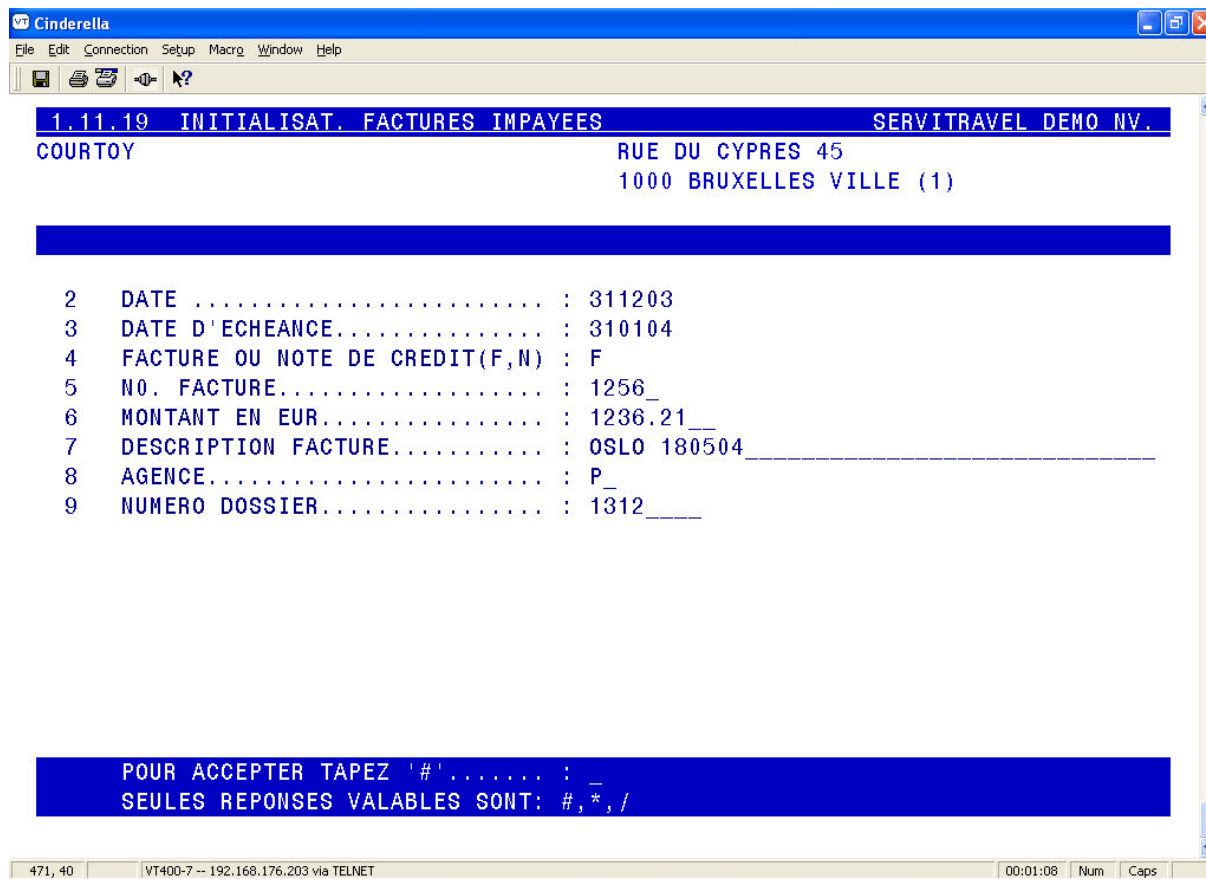 Cinderella
File Edit Connection Setup Macro Window Help
1.11.19 INITIALISAT. FACTURES IMPAYEES SERVITRAVEL DEMO NV.
COURTOY RUE DU CYPRES 45
1000 BRUXELLES VILLE (1)
2 DATE ......................... : 311203
3 DATE D'ECHEANCE............... : 310104
4 FACTURE OU NOTE DE CREDIT(F,N) : F
5 NO. FACTURE................... : 1256_
6 MONTANT EN EUR................ : 1236.21__
7 DESCRIPTION FACTURE........... : OSLO 180504_____________________________
8 AGENCE........................ : P_
9 NUMERO DOSSIER................ : 1312____
POUR ACCEPTER TAPEZ '#'....... : _
SEULES REPONSES VALABLES SONT: #,*,/
471, 40 VT400-7 -- 192.168.176.203 via TELNET 00:01:08 Num Caps